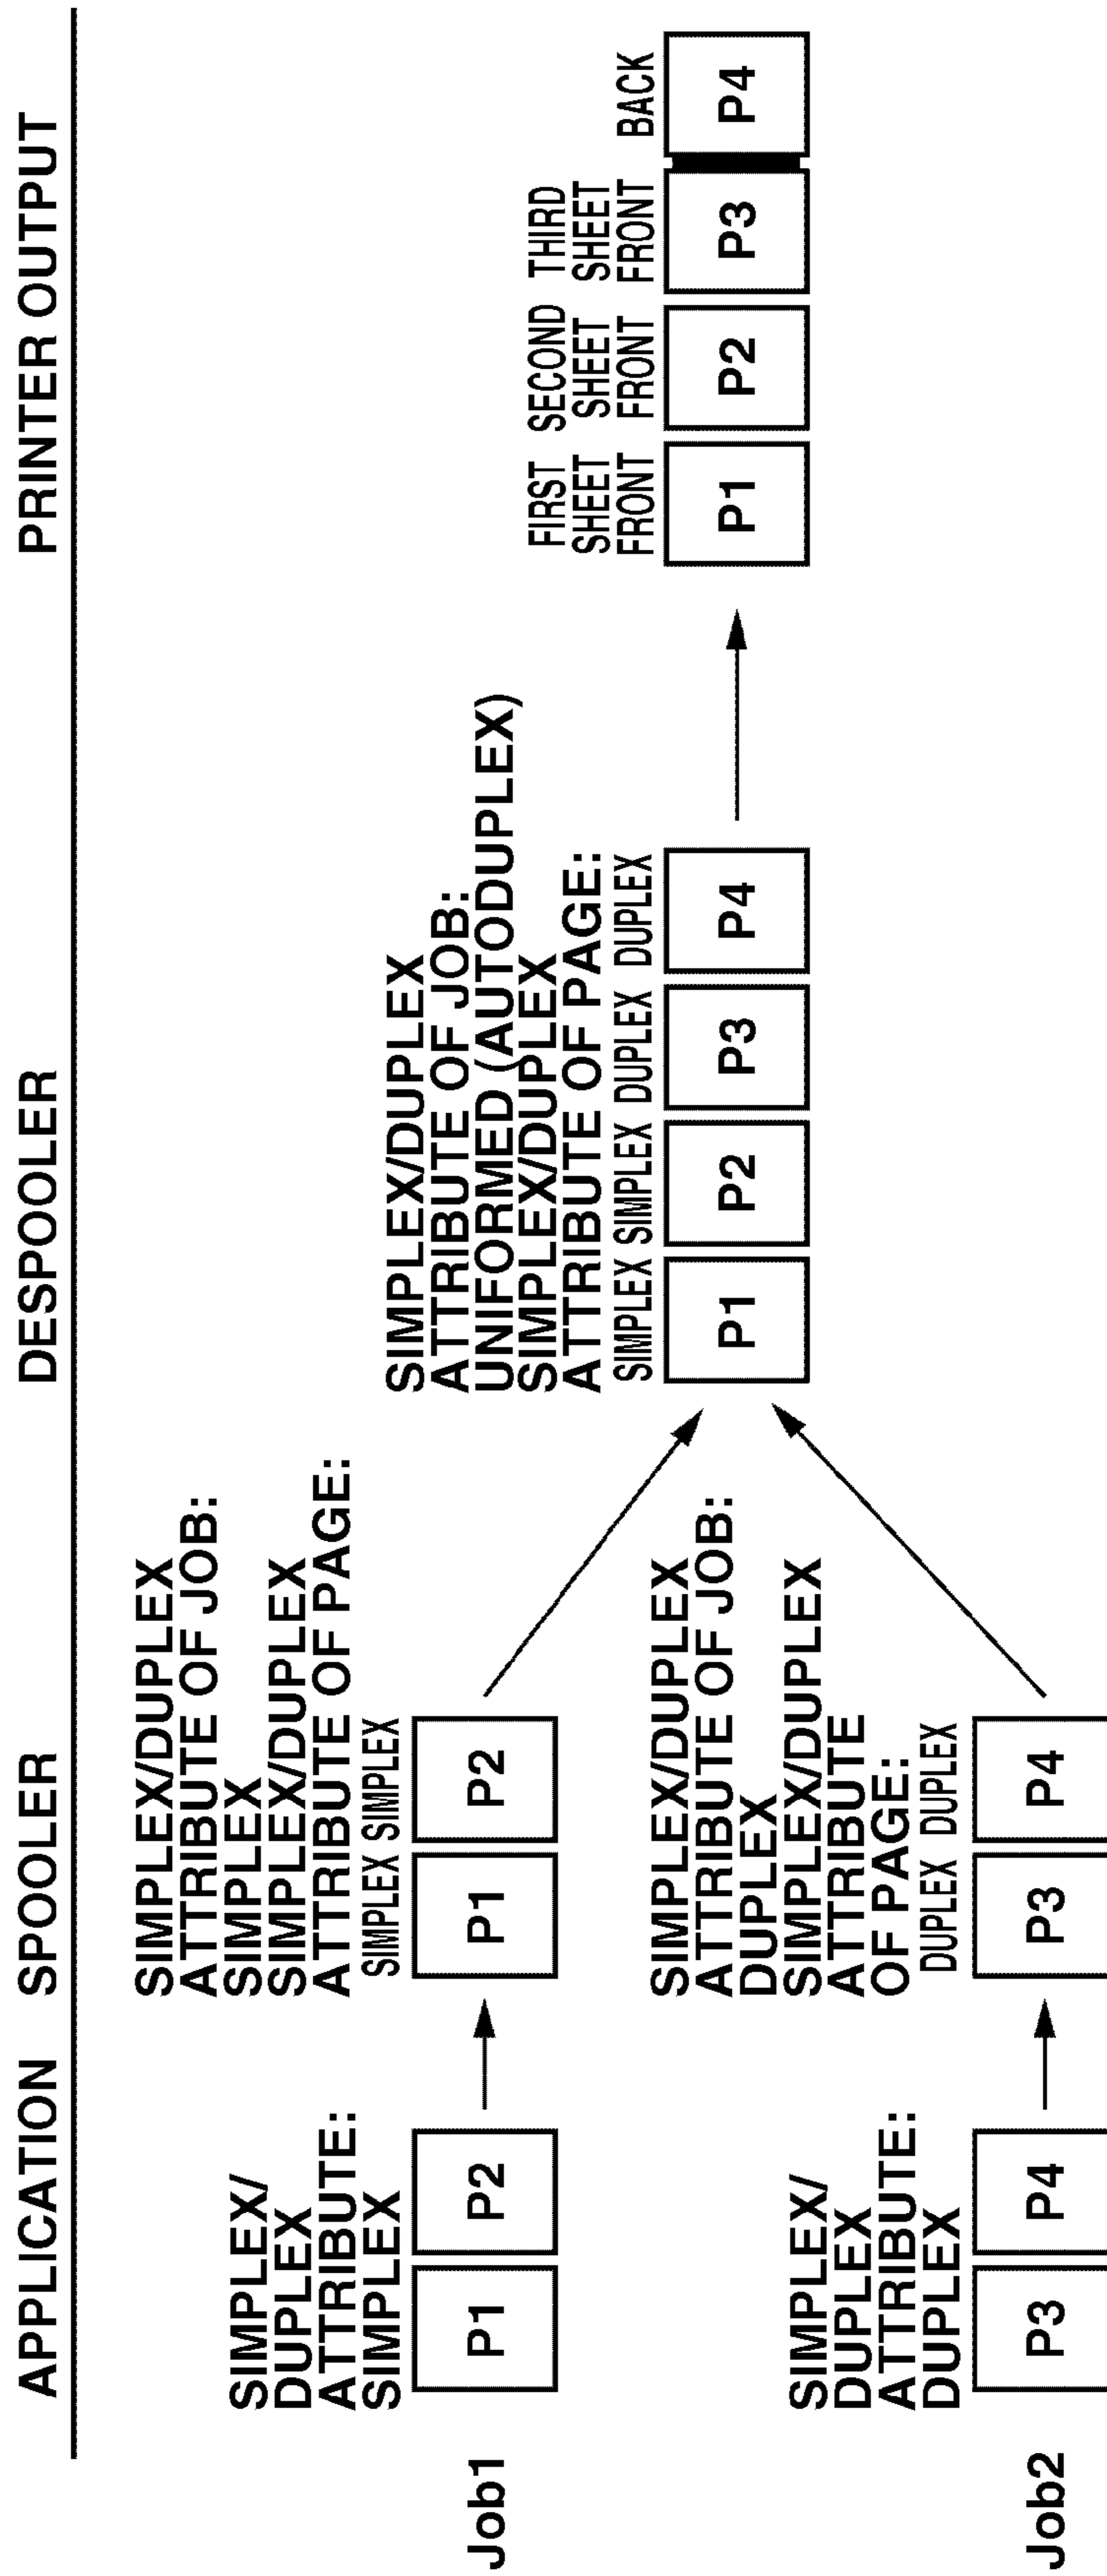 APPLICATION SPOOLER DESPOOLER PRINTER OUTPUT
Job1
SIMPLEX/
DUPLEX
ATTRIBUTE:
SIMPLEX
P1 P2
SIMPLEX/DUPLEX
ATTRIBUTE OF JOB:
SIMPLEX
SIMPLEX/DUPLEX
ATTRIBUTE OF PAGE:
SIMPLEX SIMPLEX
P1 P2
Job2
SIMPLEX/
DUPLEX
ATTRIBUTE:
DUPLEX
P3 P4
SIMPLEX/DUPLEX
ATTRIBUTE OF JOB:
DUPLEX
SIMPLEX/DUPLEX
ATTRIBUTE
OF PAGE:
DUPLEX DUPLEX
P3 P4
SIMPLEX/DUPLEX
ATTRIBUTE OF JOB:
UNIFORMED (AUTODUPLEX)
SIMPLEX/DUPLEX
ATTRIBUTE OF PAGE:
SIMPLEX SIMPLEX DUPLEX DUPLEX
P1 P2 P3 P4
FIRST SECOND THIRD
SHEET SHEET SHEET
FRONT FRONT FRONT BACK
P1 P2 P3 P4